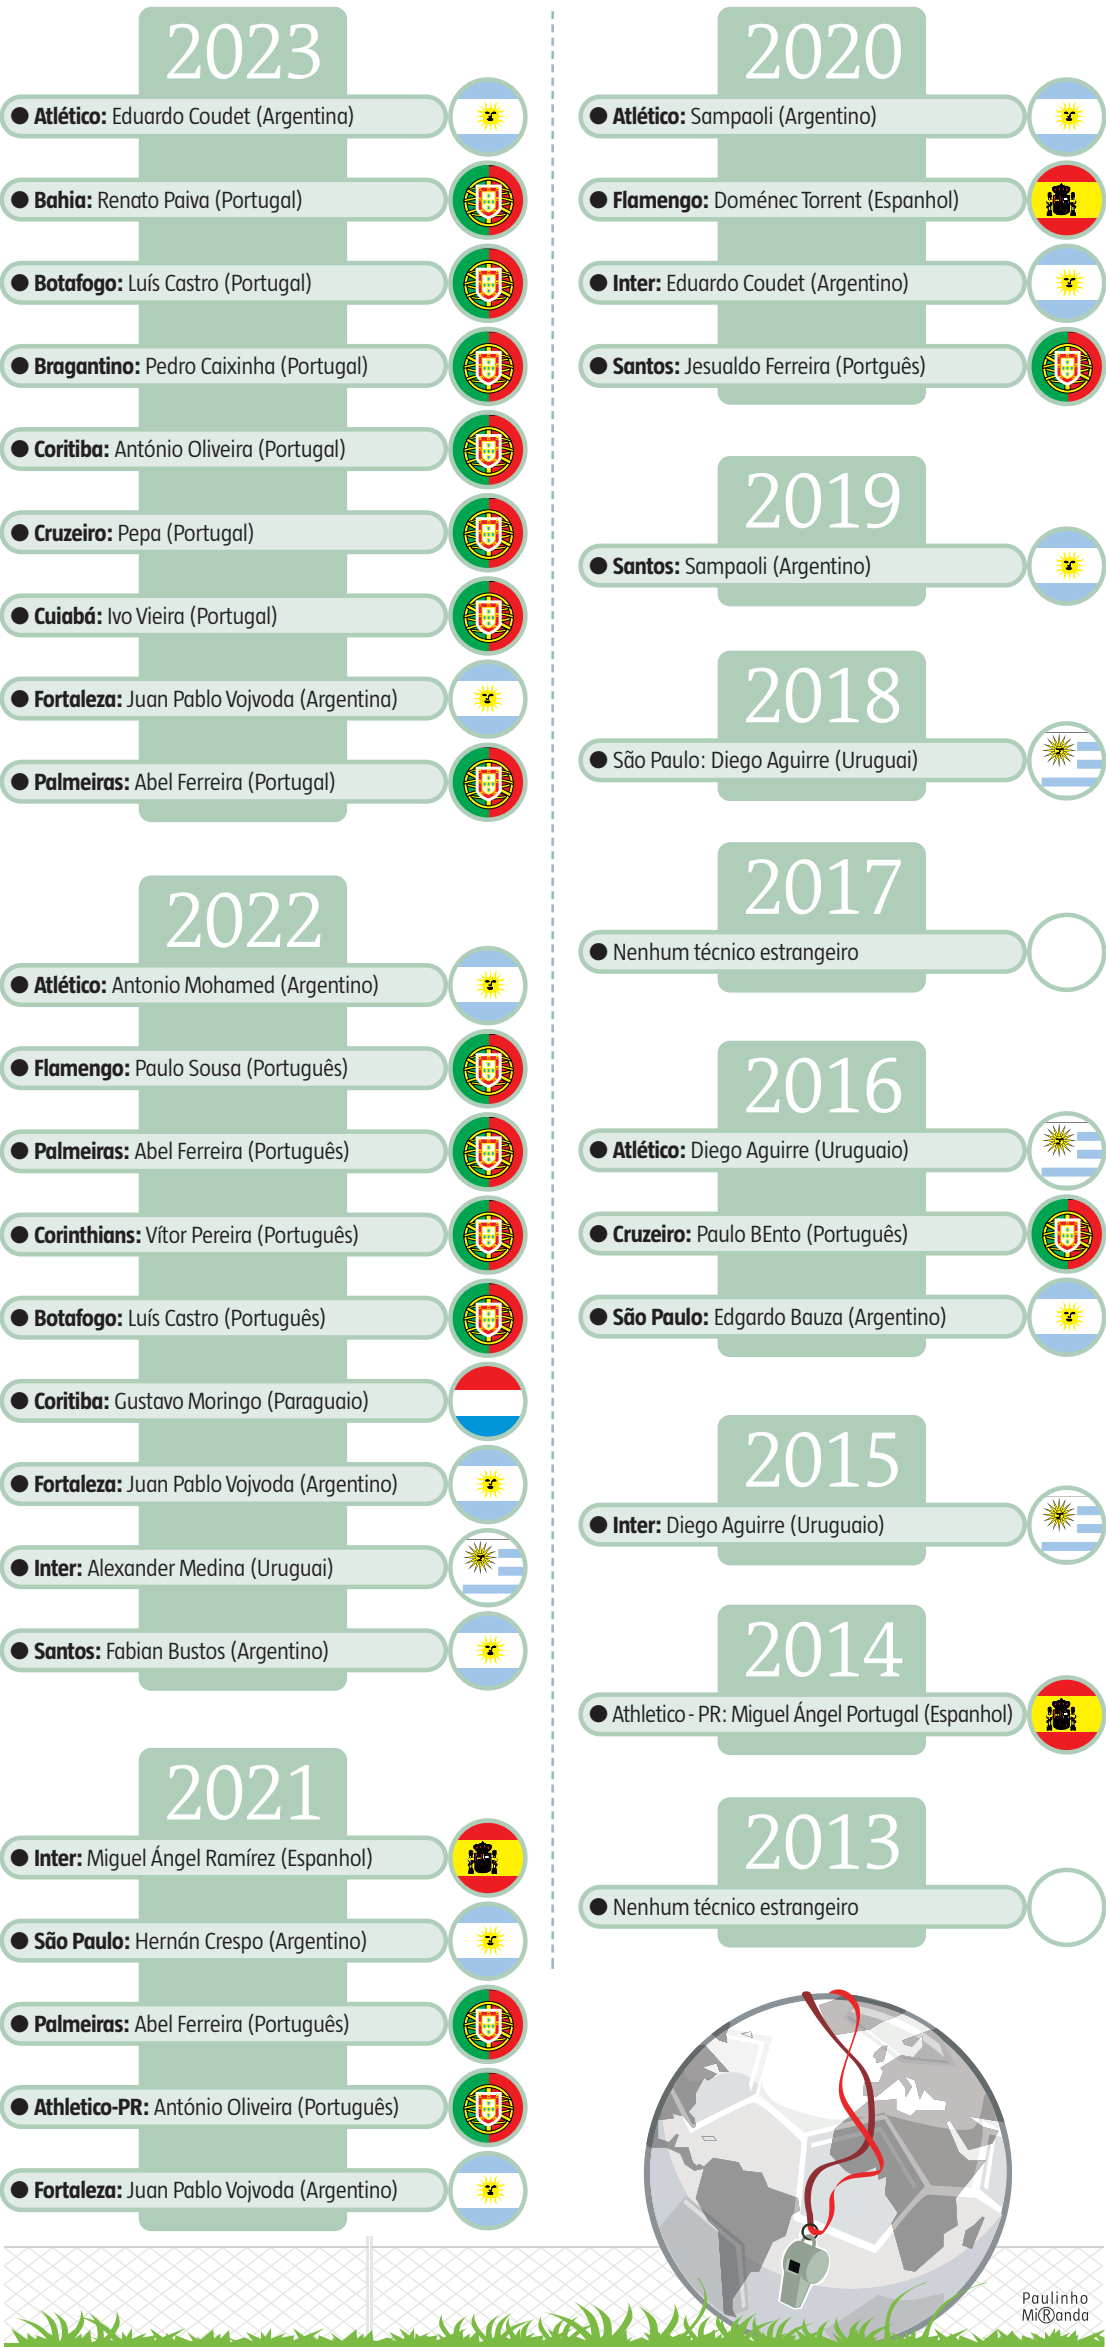 2023
● Atlético: Eduardo Coudet (Argentina)
● Bahia: Renato Paiva (Portugal)
● Botafogo: Luís Castro (Portugal)
● Bragantino: Pedro Caixinha (Portugal)
● Coritiba: António Oliveira (Portugal)
● Cruzeiro: Pepa (Portugal)
● Cuiabá: Ivo Vieira (Portugal)
● Fortaleza: Juan Pablo Vojvoda (Argentina)
● Palmeiras: Abel Ferreira (Portugal)
2022
● Atlético: Antonio Mohamed (Argentino)
● Flamengo: Paulo Sousa (Português)
● Palmeiras: Abel Ferreira (Português)
● Corinthians: Vítor Pereira (Português)
● Botafogo: Luís Castro (Português)
● Coritiba: Gustavo Moringo (Paraguaio)
● Fortaleza: Juan Pablo Vojvoda (Argentino)
● Inter: Alexander Medina (Uruguai)
● Santos: Fabian Bustos (Argentino)
2021
● Inter: Miguel Ángel Ramírez (Espanhol)
● São Paulo: Hernán Crespo (Argentino)
● Palmeiras: Abel Ferreira (Português)
● Athletico-PR: António Oliveira (Português)
● Fortaleza: Juan Pablo Vojvoda (Argentino)
2020
● Atlético: Sampaoli (Argentino)
● Flamengo: Doménec Torrent (Espanhol)
● Inter: Eduardo Coudet (Argentino)
● Santos: Jesualdo Ferreira (Portguês)
2019
● Santos: Sampaoli (Argentino)
2018
● São Paulo: Diego Aguirre (Uruguai)
2017
● Nenhum técnico estrangeiro
2016
● Atlético: Diego Aguirre (Uruguaio)
● Cruzeiro: Paulo BEnto (Português)
● São Paulo: Edgardo Bauza (Argentino)
2015
● Inter: Diego Aguirre (Uruguaio)
2014
● Athletico - PR: Miguel Ángel Portugal (Espanhol)
2013
● Nenhum técnico estrangeiro
Paulinho
MiⓇanda